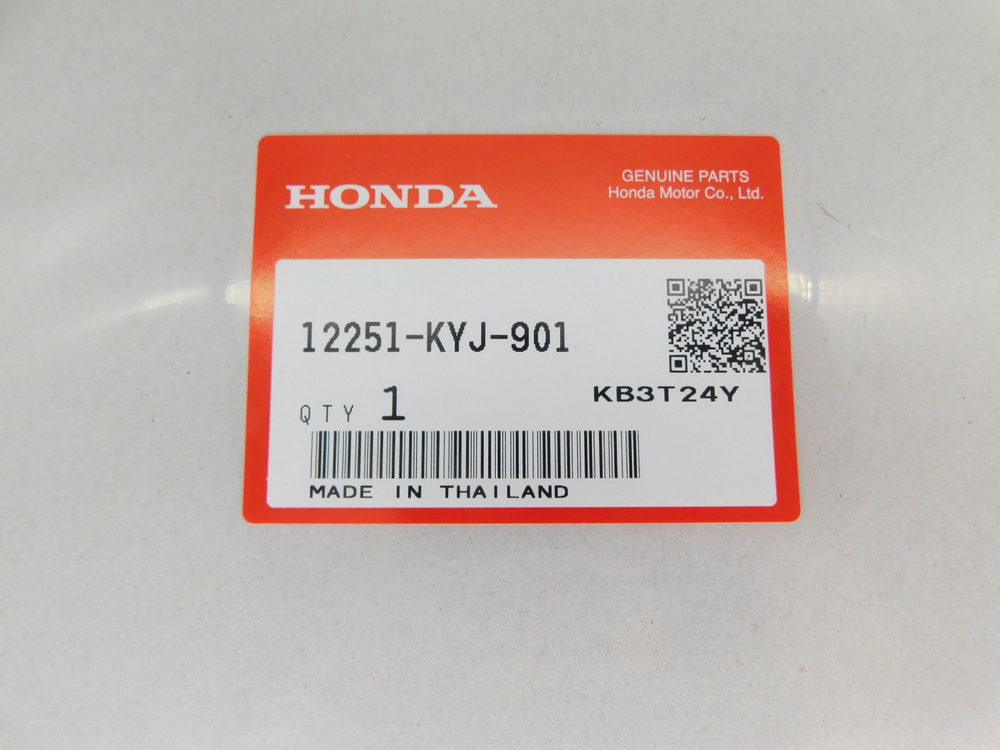 HONDA
GENUINE PARTS
Honda Motor Co., Ltd.
12251-KYJ-901
KB3T24Y
QTY 1
MADE IN THAILAND